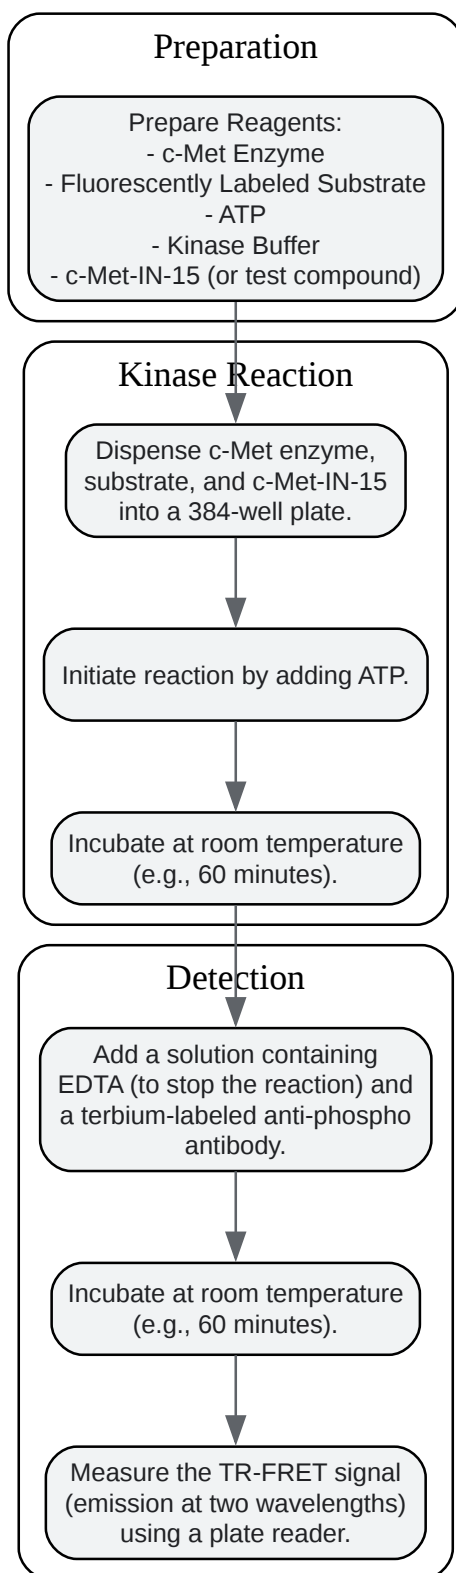 Preparation
Prepare Reagents:
- c-Met Enzyme
- Fluorescently Labeled Substrate
- ATP
- Kinase Buffer
- c-Met-IN-15 (or test compound)
Kinase Reaction
Dispense c-Met enzyme,
substrate, and c-Met-IN-15
into a 384-well plate.
Initiate reaction by adding ATP.
Incubate at room temperature
(e.g., 60 minutes).
Detection
Add a solution containing
EDTA (to stop the reaction) and
a terbium-labeled anti-phospho
antibody.
Incubate at room temperature
(e.g., 60 minutes).
Measure the TR-FRET signal
(emission at two wavelengths)
using a plate reader.